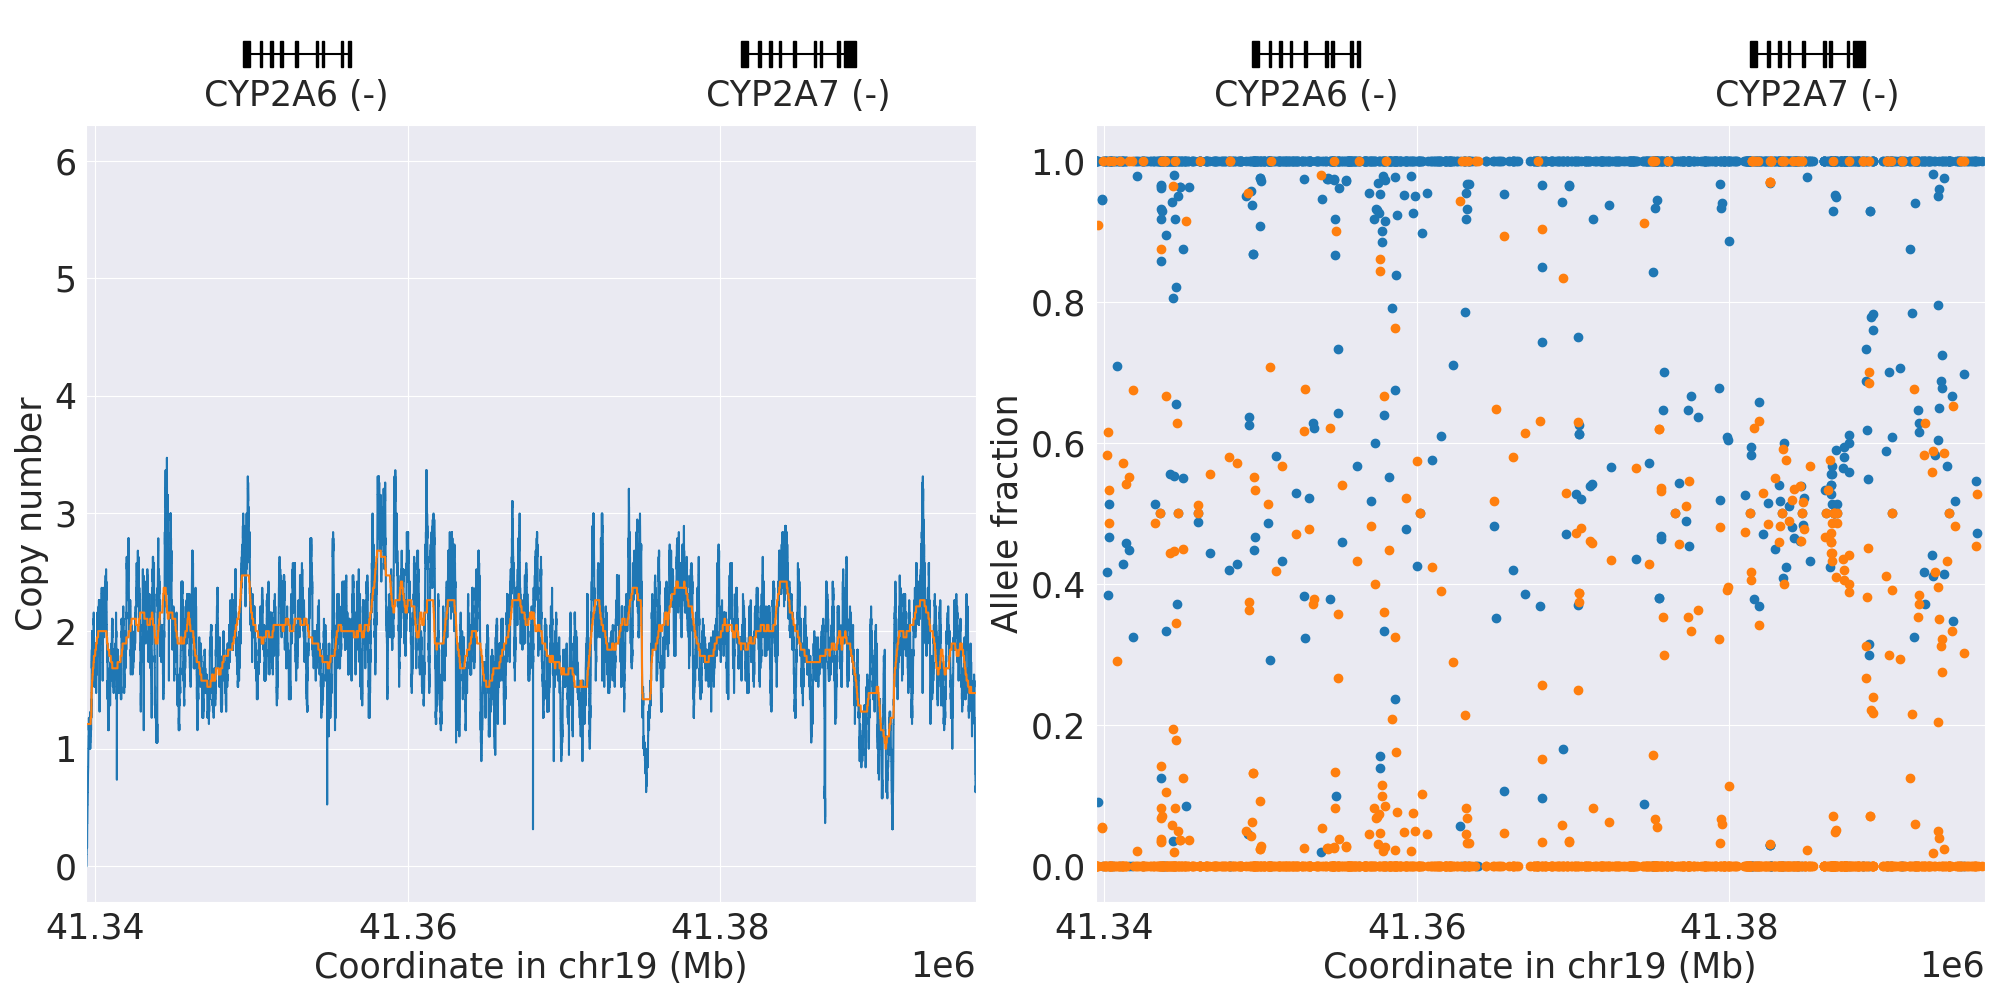 CYP2A6 (-)
CYP2A7 (-)
Copy number
6
5
4
3
2
1
0
41.34
41.36
41.38
Coordinate in chr19 (Mb)
1e6
CYP2A6 (-)
CYP2A7 (-)
Allele fraction
1.0
0.8
0.6
0.4
0.2
0.0
41.34
41.36
41.38
Coordinate in chr19 (Mb)
1e6